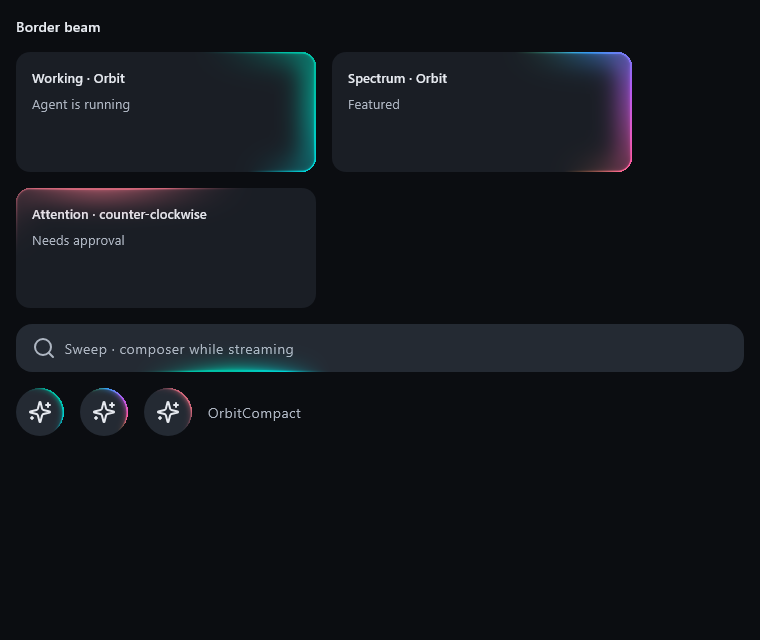 Border beam
Working · Orbit
Agent is running
Spectrum · Orbit
Featured
Attention · counter-clockwise
Needs approval
Sweep · composer while streaming
OrbitCompact